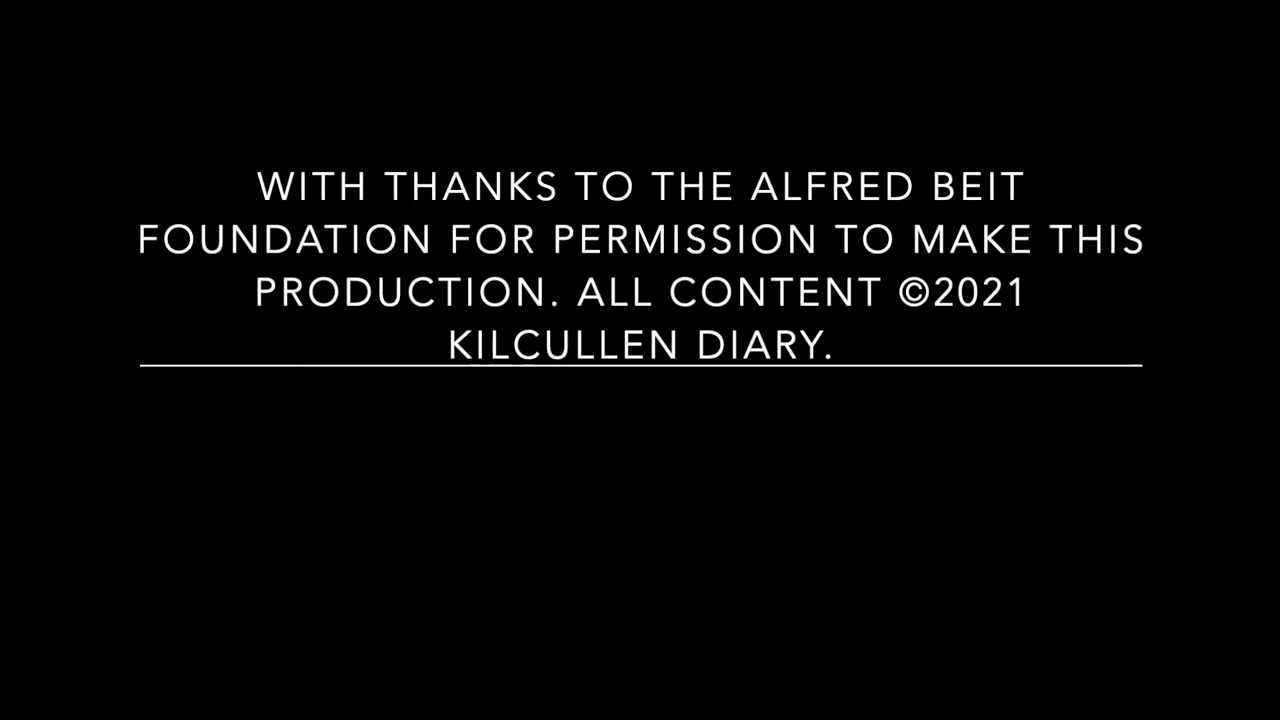 WITH THANKS TO THE ALFRED BEIT
FOUNDATION FOR PERMISSION TO MAKE THIS
PRODUCTION. ALL CONTENT ©2021
KILCULLEN DIARY.